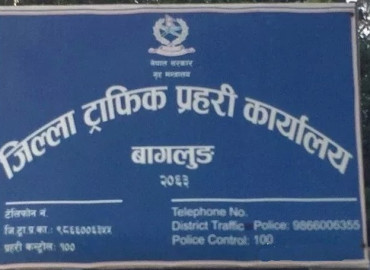 नेपाल सरकार
गृह मन्त्रालय
जिल्ला ट्राफिक प्रहरी कार्यालय
बागलुङ
२०६३
टेलिफोन नं.
जि.ट्रा.प्र.का.: ९८६६००६३५५
प्रहरी कन्ट्रोल: १००
Telephone No.
District Traffic Police: 9866006355
Police Control: 100